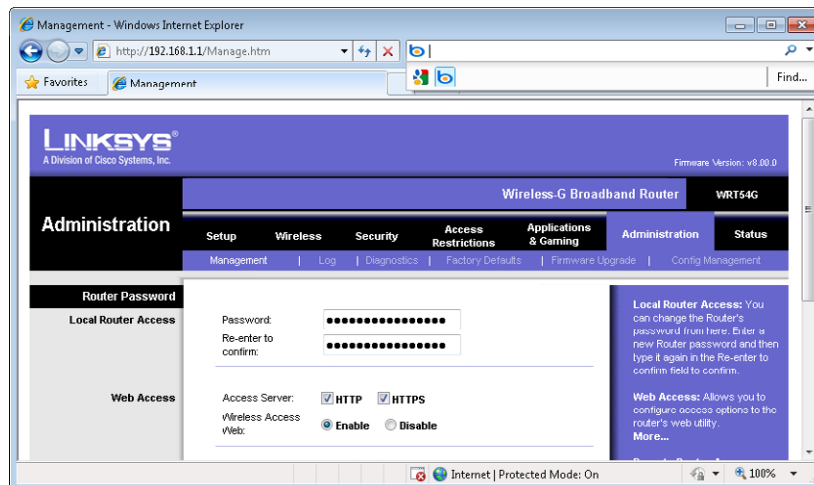 Management - Windows Internet Explorer
http://192.168.1.1/Manage.htm
Favorites
Management
Find...
LINKSYS®
A Division of Cisco Systems, Inc.
Firmware Version: v8.00.0
Wireless-G Broadband Router
WRT54G
Administration
Setup Wireless Security Access Restrictions Applications & Gaming Administration Status
Management | Log | Diagnostics | Factory Defaults | Firmware Upgrade | Config Management
Router Password
Local Router Access
Password:
Re-enter to
confirm:
Web Access
Access Server: HTTP HTTPS
Wireless Access
Web: Enable Disable
Local Router Access: You
can change the Router's
password from here. Enter a
new Router password and then
type it again in the Re-enter to
confirm field to confirm.
Web Access: Allows you to
configure access options to the
router's web utility.
More...
Internet | Protected Mode: On
100%